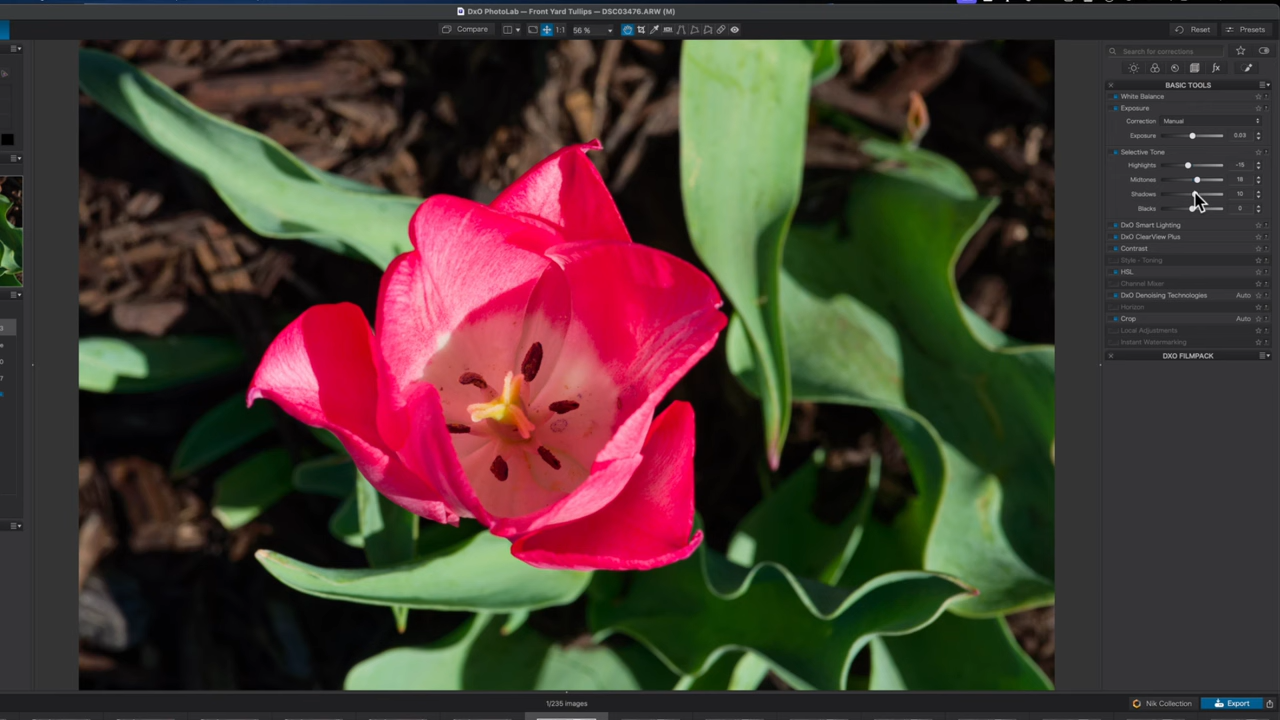 DxO PhotoLab — Front Yard Tullips — DSC03476.ARW (M)
Compare
1:1
56 %
Reset
Presets
Search for corrections
fx
BASIC TOOLS
White Balance
Exposure
Correction Manual
Exposure 0.03
Selective Tone
Highlights -15
Midtones 18
Shadows 10
Blacks
DxO Smart Lighting
DxO ClearView Plus
Contrast
Style - Toning
HSL
Channel Mixer
DxO Denoising Technologies Auto
Horizon
Crop Auto
Local Adjustments
Instant Watermarking
DXO FILMPACK
1/235 images
Nik Collection
Export